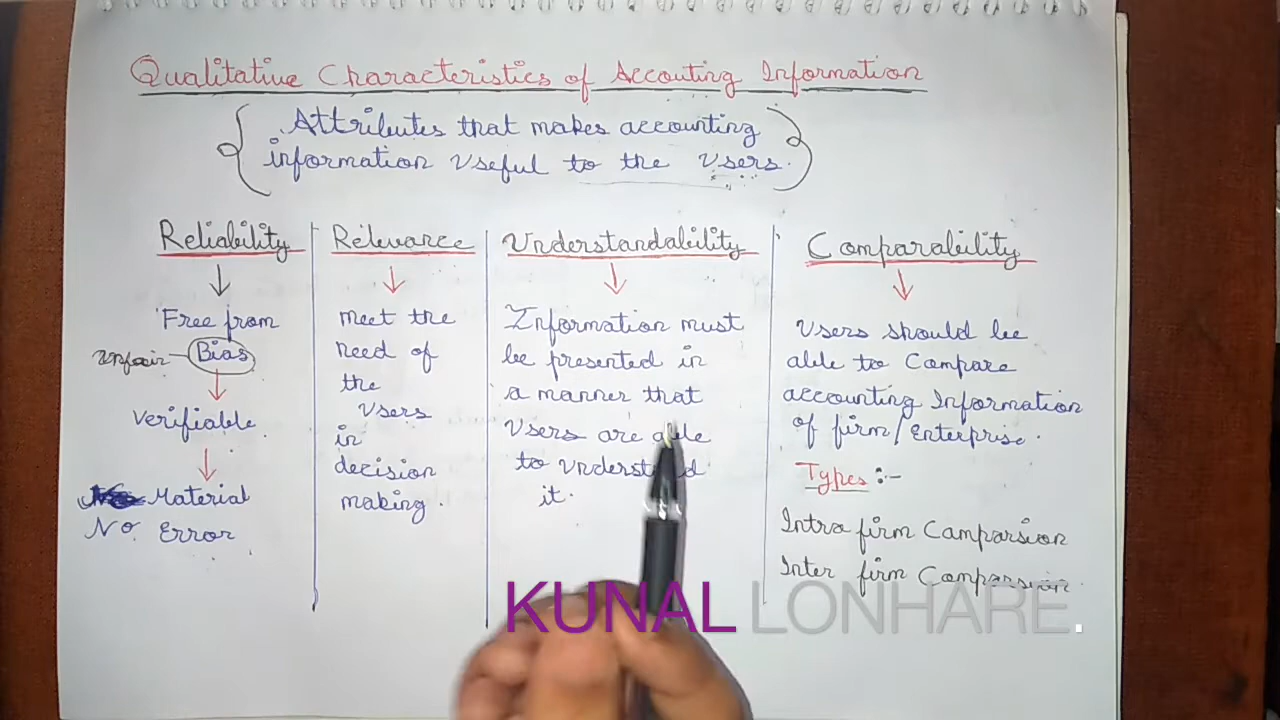 Qualitative Characteristics of Accouting Information
Attributes that makes accounting
information Useful to the Users.
Reliability
Free from
Unfair
Bias
verifiable
Material
No Error
Relevance
meet the
need of
the
Users
in
decision
making.
Understandability
Information must
be presented in
a manner that
Users are able
to Understand
it.
Comparability
Users should be
able to Compare
accounting Information
of firm/Enterprise.
Types :-
Intra firm Camparsion
Inter firm Comparsion
KUNAL LONHARE.